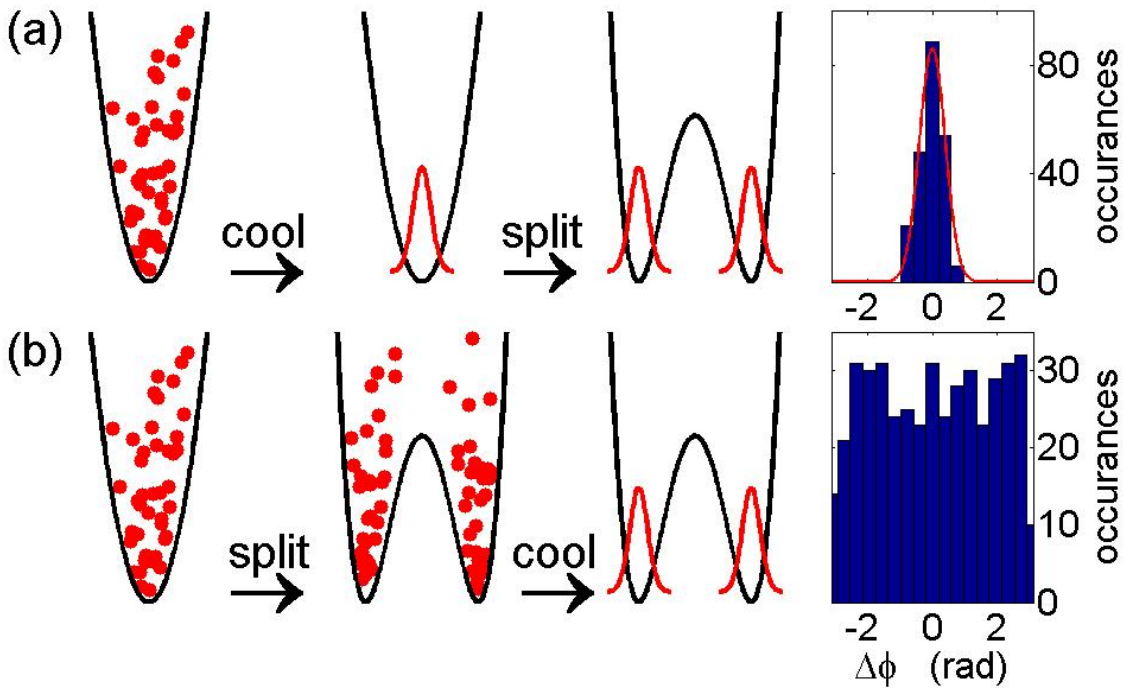 (a)
cool
split
80
40
0
occurances
-2 0 2
(b)
split
cool
30
20
10
0
occurances
-2 0 2
Δϕ (rad)